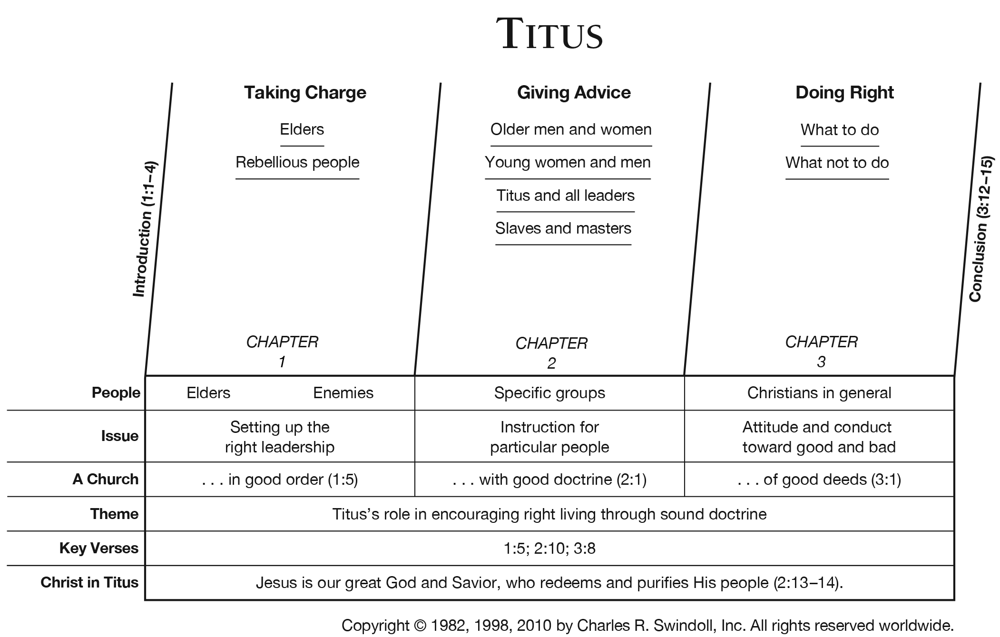 TITUS
Introduction (1:1–4)
Taking Charge
Elders
Rebellious people
CHAPTER
1
Giving Advice
Older men and women
Young women and men
Titus and all leaders
Slaves and masters
CHAPTER
2
Doing Right
What to do
What not to do
CHAPTER
3
Conclusion (3:12–15)
People
Elders
Enemies
Specific groups
Christians in general
Issue
Setting up the
right leadership
Instruction for
particular people
Attitude and conduct
toward good and bad
A Church
. . . in good order (1:5)
. . . with good doctrine (2:1)
. . . of good deeds (3:1)
Theme
Titus’s role in encouraging right living through sound doctrine
Key Verses
1:5; 2:10; 3:8
Christ in Titus
Jesus is our great God and Savior, who redeems and purifies His people (2:13–14).
Copyright © 1982, 1998, 2010 by Charles R. Swindoll, Inc. All rights reserved worldwide.